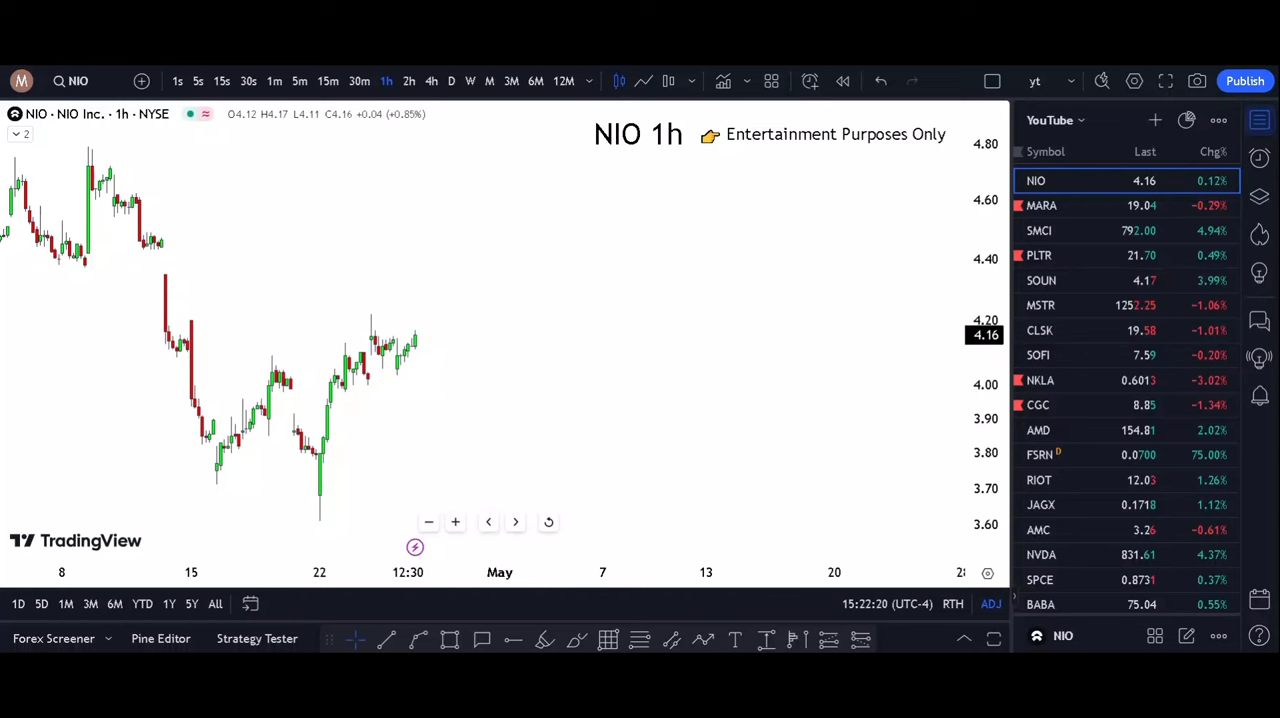 M NIO 1s 5s 15s 30s 1m 5m 15m 30m 1h 2h 4h D W M 3M 6M 12M yt Publish
NIO · NIO Inc. · 1h · NYSE O4.12 H4.17 L4.11 C4.16 +0.04 (+0.85%)
2
NIO 1h 👉 Entertainment Purposes Only
4.80
4.60
4.40
4.20
4.16
4.00
3.90
3.80
3.70
3.60
TradingView
8 15 22 12:30 May 7 13 20
1D 5D 1M 3M 6M YTD 1Y 5Y All 15:22:20 (UTC-4) RTH ADJ
Forex Screener Pine Editor Strategy Tester
YouTube
Symbol Last Chg%
NIO 4.16 0.12%
MARA 19.04 −0.29%
SMCI 792.00 4.94%
PLTR 21.70 0.49%
SOUN 4.17 3.99%
MSTR 1252.25 −1.06%
CLSK 19.58 −1.01%
SOFI 7.59 −0.20%
NKLA 0.6013 −3.02%
CGC 8.85 −1.34%
AMD 154.81 2.02%
FSRN D 0.0700 75.00%
RIOT 12.03 1.26%
JAGX 0.1718 1.12%
AMC 3.26 −0.61%
NVDA 831.61 4.37%
SPCE 0.8731 0.37%
BABA 75.04 0.55%
NIO